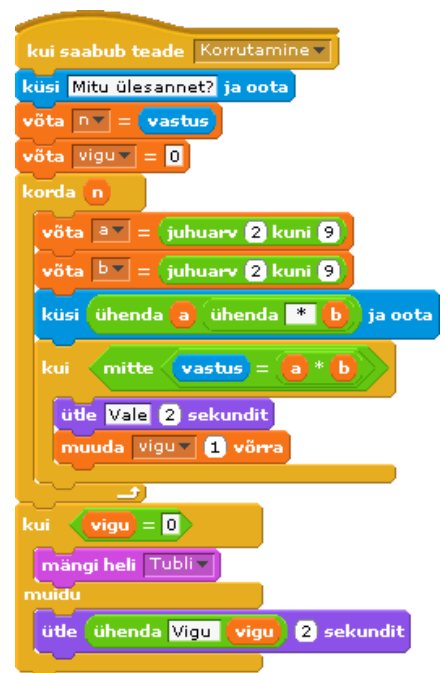 kui saabub teade Korrutamine
küsi Mitu ülesannet? ja oota
võta n = vastus
võta vigu = 0
korda n
võta a = juhuarv 2 kuni 9
võta b = juhuarv 2 kuni 9
küsi ühenda a ühenda * b ja oota
kui mitte vastus = a * b
ütle Vale 2 sekundit
muuda vigu 1 võrra
kui vigu = 0
mängi heli Tubli
muidu
ütle ühenda Vigu vigu 2 sekundit